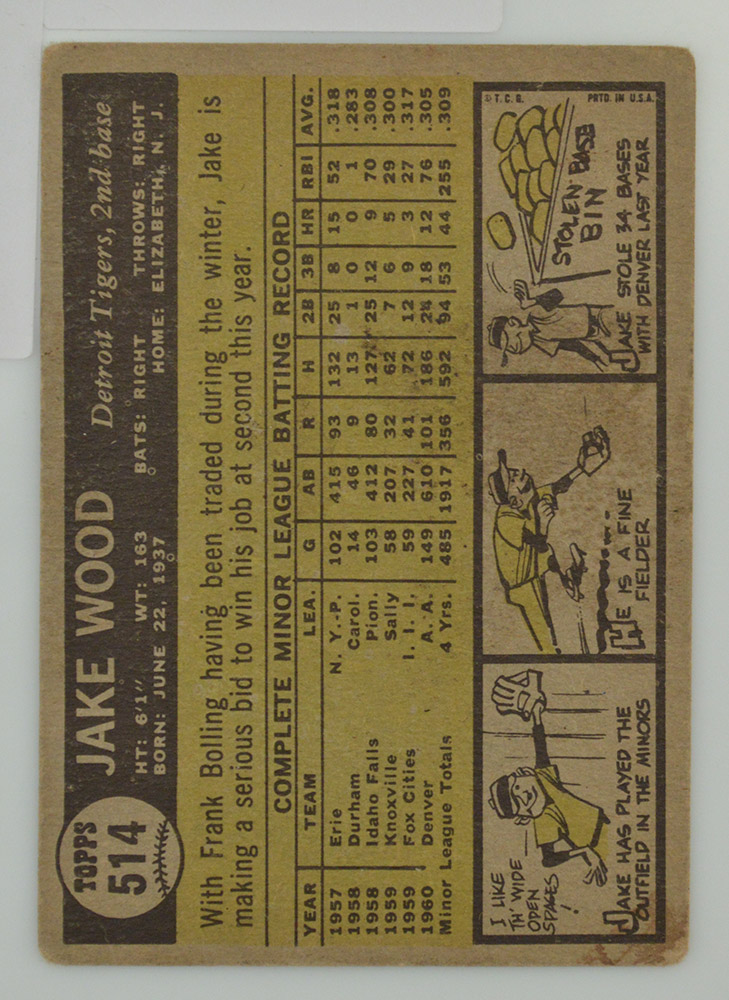 TOPPS
514
JAKE WOOD Detroit Tigers, 2nd base
HT: 6'1" WT: 163 BATS: RIGHT THROWS: RIGHT
BORN: JUNE 22, 1937 HOME: ELIZABETH, N. J.
With Frank Bolling having been traded during the winter, Jake is
making a serious bid to win his job at second this year.
COMPLETE MINOR LEAGUE BATTING RECORD
YEAR TEAM LEA. G AB R H 2B 3B HR RBI AVG.
1957 Erie N. Y.-P. 102 415 93 132 25 8 15 52 .318
1958 Durham Carol. 14 46 9 13 1 0 0 1 .283
1958 Idaho Falls Pion. 103 412 80 127 25 12 9 70 .308
1959 Knoxville Sally 58 207 32 62 7 6 5 29 .300
1959 Fox Cities I. I. I. 59 227 41 72 12 9 3 27 .317
1960 Denver A. A. 149 610 101 186 24 18 12 76 .305
Minor League Totals 4 Yrs. 485 1917 356 592 94 53 44 255 .309
I LIKE
TH' WIDE
OPEN
SPACES
!
JAKE HAS PLAYED THE
OUTFIELD IN THE MINORS
HE IS A FINE
FIELDER
© T. C. G. PRTD. IN U.S.A.
STOLEN BASE
BIN
JAKE STOLE 34 BASES
WITH DENVER LAST YEAR